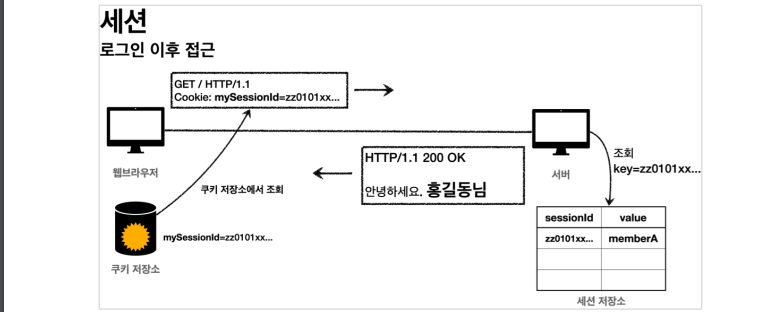 세션
로그인 이후 접근
GET / HTTP/1.1
Cookie: mySessionId=zz0101xx...
웹브라우저
쿠키 저장소에서 조회
HTTP/1.1 200 OK
안녕하세요. 홍길동님
서버
조회
key=zz0101xx...
mySessionId=zz0101xx...
쿠키 저장소
sessionId value
zz0101xx... memberA
세션 저장소